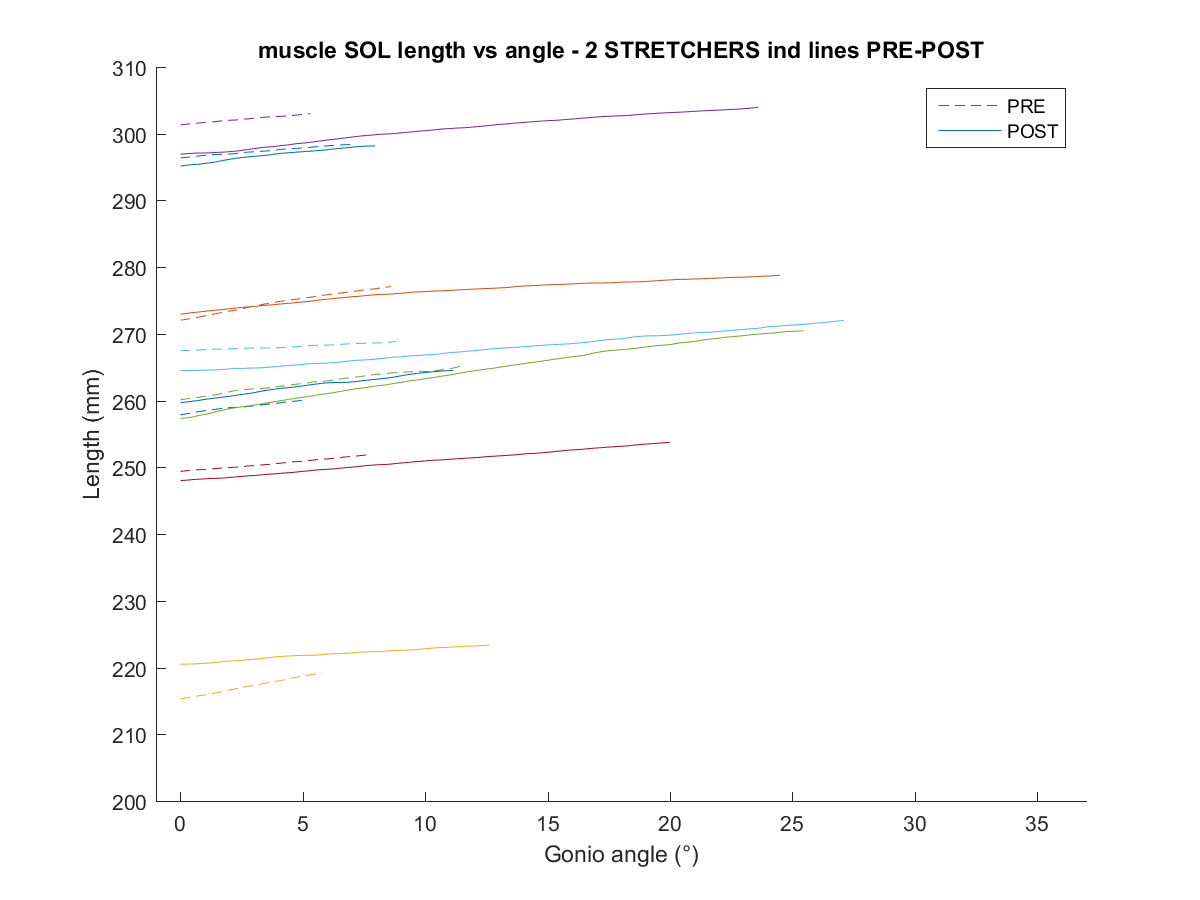 muscle SOL length vs angle - 2 STRETCHERS ind lines PRE-POST
310
300
290
280
270
260
250
240
230
220
210
200
Length (mm)
PRE
POST
0 5 10 15 20 25 30 35
Gonio angle (°)